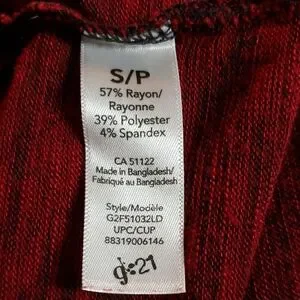 S/P
57% Rayon/
Rayonne
39% Polyester
4% Spandex
CA 51122
Made in Bangladesh/
Fabriqué au Bangladesh
Style/Modèle
G2F51032LD
UPC/CUP
88319006146
g:21